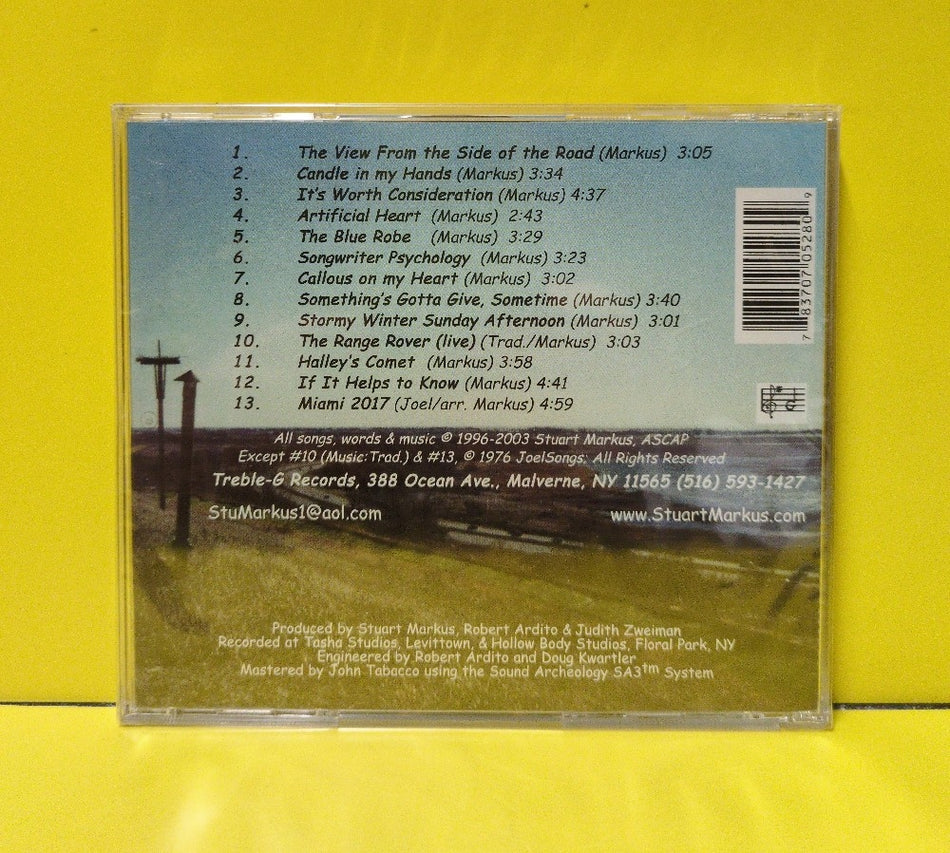 1. The View From the Side of the Road (Markus) 3:05
2. Candle in my Hands (Markus) 3:34
3. It's Worth Consideration (Markus) 4:37
4. Artificial Heart (Markus) 2:43
5. The Blue Robe (Markus) 3:29
6. Songwriter Psychology (Markus) 3:23
7. Callous on my Heart (Markus) 3:02
8. Something's Gotta Give, Sometime (Markus) 3:40
9. Stormy Winter Sunday Afternoon (Markus) 3:01
10. The Range Rover (live) (Trad./Markus) 3:03
11. Halley's Comet (Markus) 3:58
12. If It Helps to Know (Markus) 4:41
13. Miami 2017 (Joel/arr. Markus) 4:59
7 83707 05280 9
All songs, words & music © 1996-2003 Stuart Markus, ASCAP
Except #10 (Music:Trad.) & #13, © 1976 JoelSongs; All Rights Reserved
Treble-G Records, 388 Ocean Ave., Malverne, NY 11565 (516) 593-1427
StuMarkus1@aol.com www.StuartMarkus.com
Produced by Stuart Markus, Robert Ardito & Judith Zweiman
Recorded at Tasha Studios, Levittown, & Hollow Body Studios, Floral Park, NY
Engineered by Robert Ardito and Doug Kwartler
Mastered by John Tabacco using the Sound Archeology SA3tm System